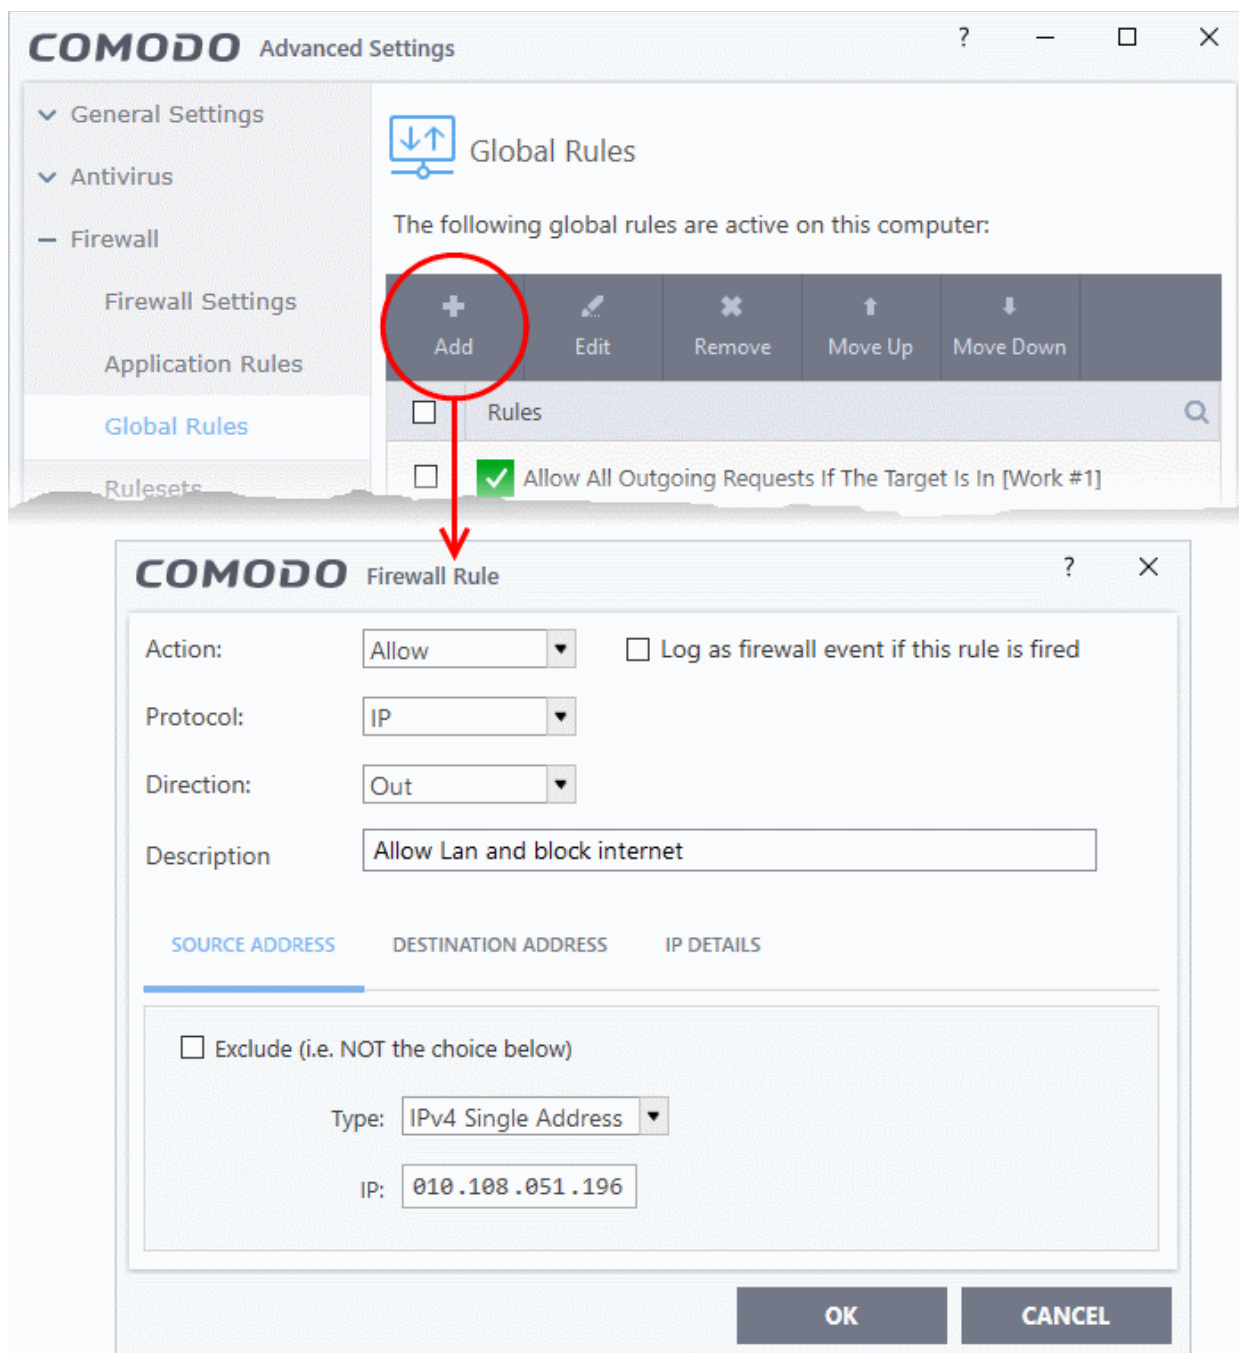 COMODO Advanced Settings ?
General Settings
Antivirus
Firewall
Firewall Settings
Application Rules
Global Rules
Rulesets
Global Rules
The following global rules are active on this computer:
Add Edit Remove Move Up Move Down
Rules
Allow All Outgoing Requests If The Target Is In [Work #1]
COMODO Firewall Rule ?
Action: Allow Log as firewall event if this rule is fired
Protocol: IP
Direction: Out
Description Allow Lan and block internet
SOURCE ADDRESS DESTINATION ADDRESS IP DETAILS
Exclude (i.e. NOT the choice below)
Type: IPv4 Single Address
IP: 010.108.051.196
OK CANCEL